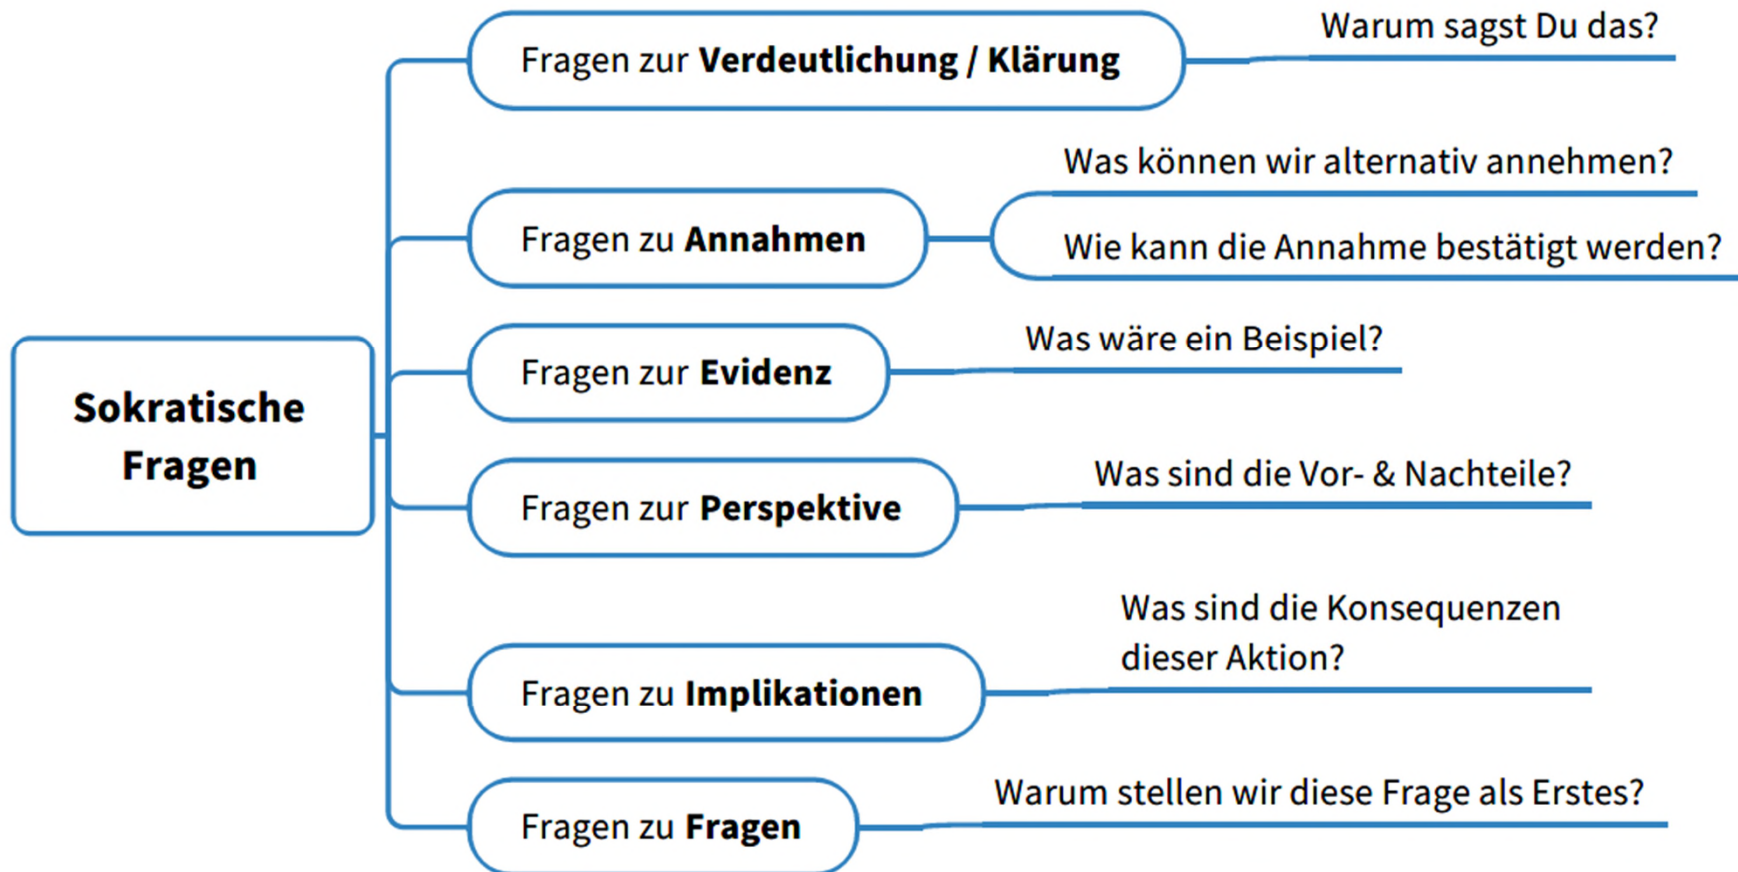 Sokratische
Fragen
Fragen zur Verdeutlichung / Klärung
Warum sagst Du das?
Fragen zu Annahmen
Was können wir alternativ annehmen?
Wie kann die Annahme bestätigt werden?
Fragen zur Evidenz
Was wäre ein Beispiel?
Fragen zur Perspektive
Was sind die Vor- & Nachteile?
Fragen zu Implikationen
Was sind die Konsequenzen
dieser Aktion?
Fragen zu Fragen
Warum stellen wir diese Frage als Erstes?